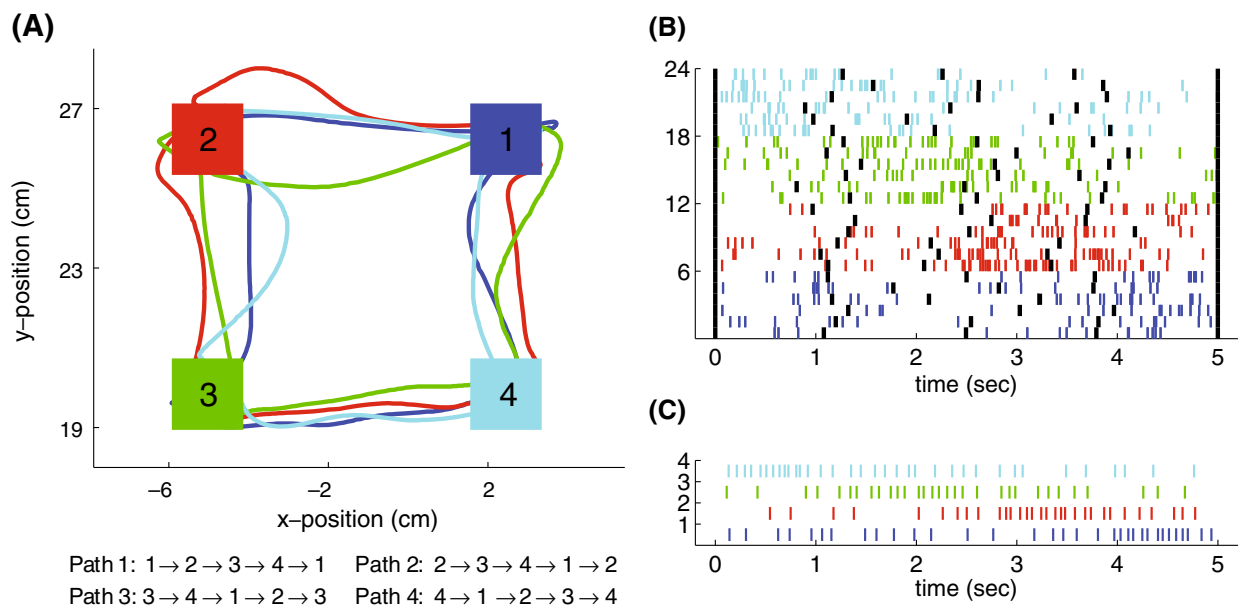 (A)
27
23
19
y–position (cm)
2
1
3
4
–6
–2
2
x–position (cm)
Path 1: 1→2→3→4→1
Path 2: 2→3→4→1→2
Path 3: 3→4→1→2→3
Path 4: 4→1→2→3→4
(B)
24
18
12
6
0
1
2
3
4
5
time (sec)
(C)
4
3
2
1
0
1
2
3
4
5
time (sec)